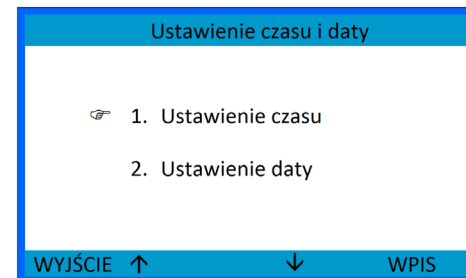 Ustawienie czasu i daty
☞ 1. Ustawienie czasu
2. Ustawienie daty
WYJŚCIE ↑ ↓ WPIS